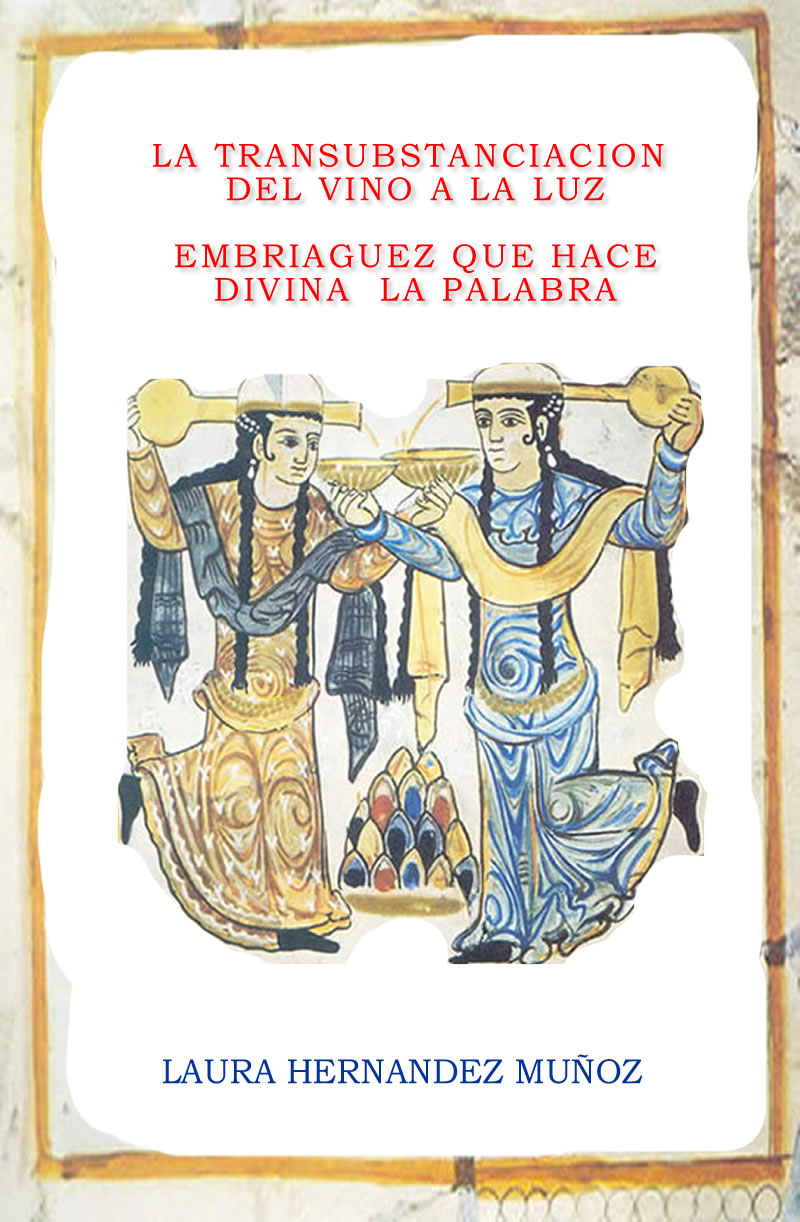 LA TRANSUBSTANCIACION
DEL VINO A LA LUZ
EMBRIAGUEZ QUE HACE
DIVINA LA PALABRA
LAURA HERNANDEZ MUÑOZ